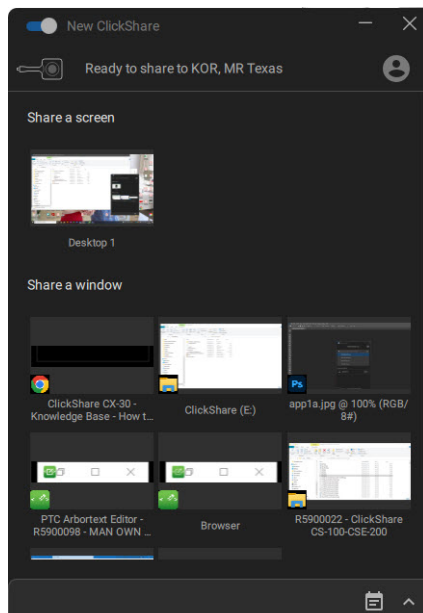 New ClickShare
Ready to share to KOR, MR Texas
Share a screen
Desktop 1
Share a window
ClickShare CX-30 -
Knowledge Base - How t...
ClickShare (E:)
Ps
app1a.jpg @ 100% (RGB/
8#)
PTC Arbortext Editor -
R5900098 - MAN OWN ...
Browser
R5900022 - ClickShare
CS-100-CSE-200